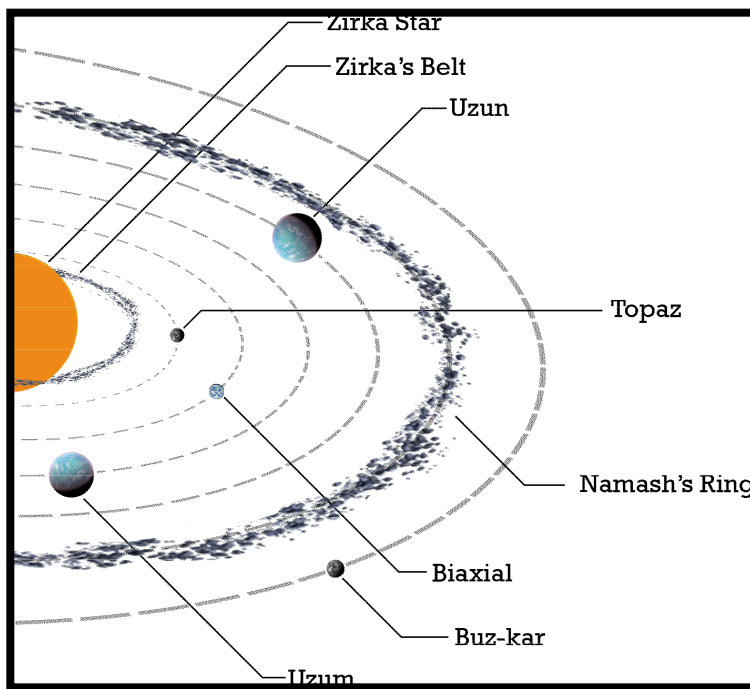 Zirka Star
Zirka's Belt
Uzun
Topaz
Namash's Ring
Biaxial
Buz-kar
Uzum